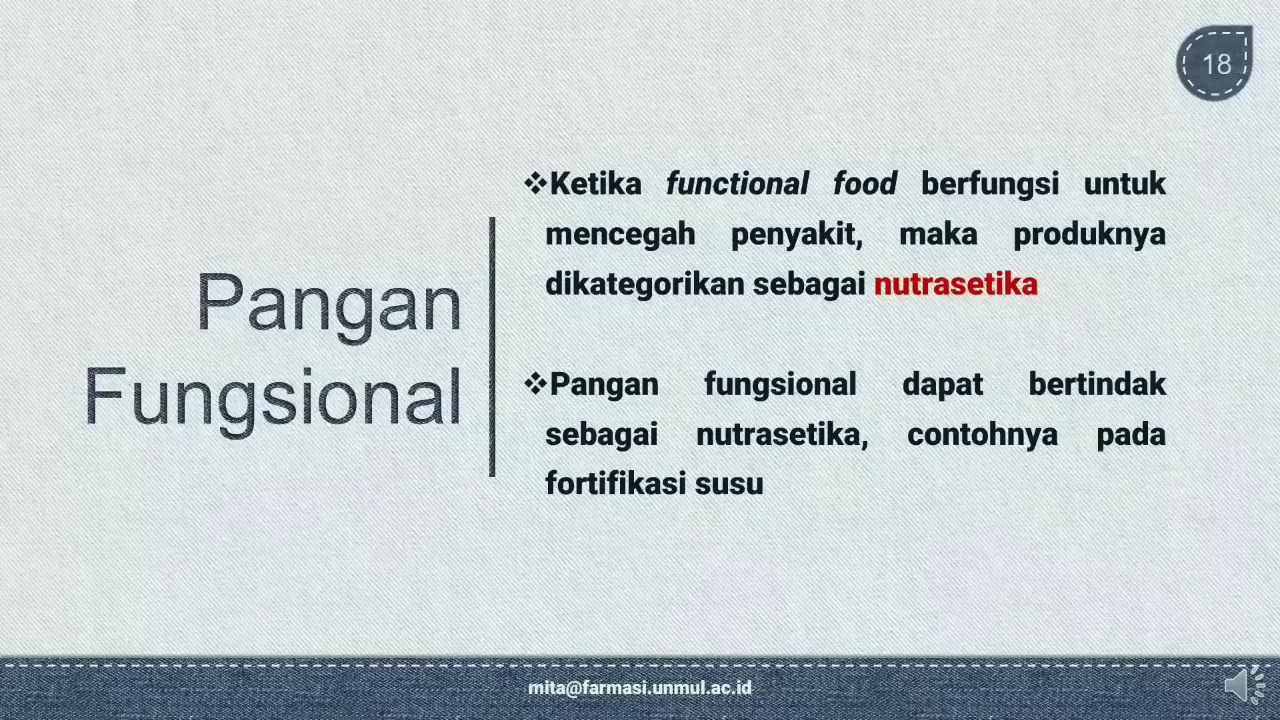 18
Pangan
Fungsional
❖Ketika functional food berfungsi untuk
mencegah penyakit, maka produknya
dikategorikan sebagai nutrasetika
❖Pangan fungsional dapat bertindak
sebagai nutrasetika, contohnya pada
fortifikasi susu
mita@farmasi.unmul.ac.id